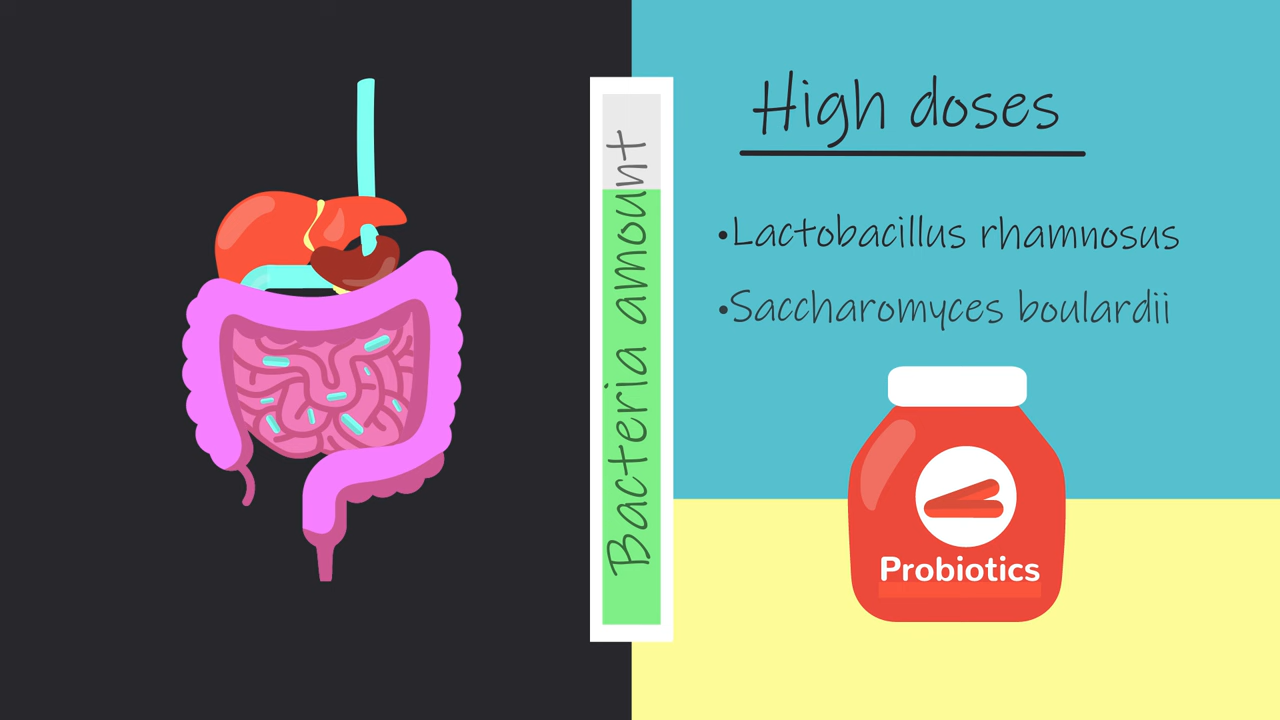 High doses
•Lactobacillus rhamnosus
•Saccharomyces boulardii
Bacteria amount
Probiotics